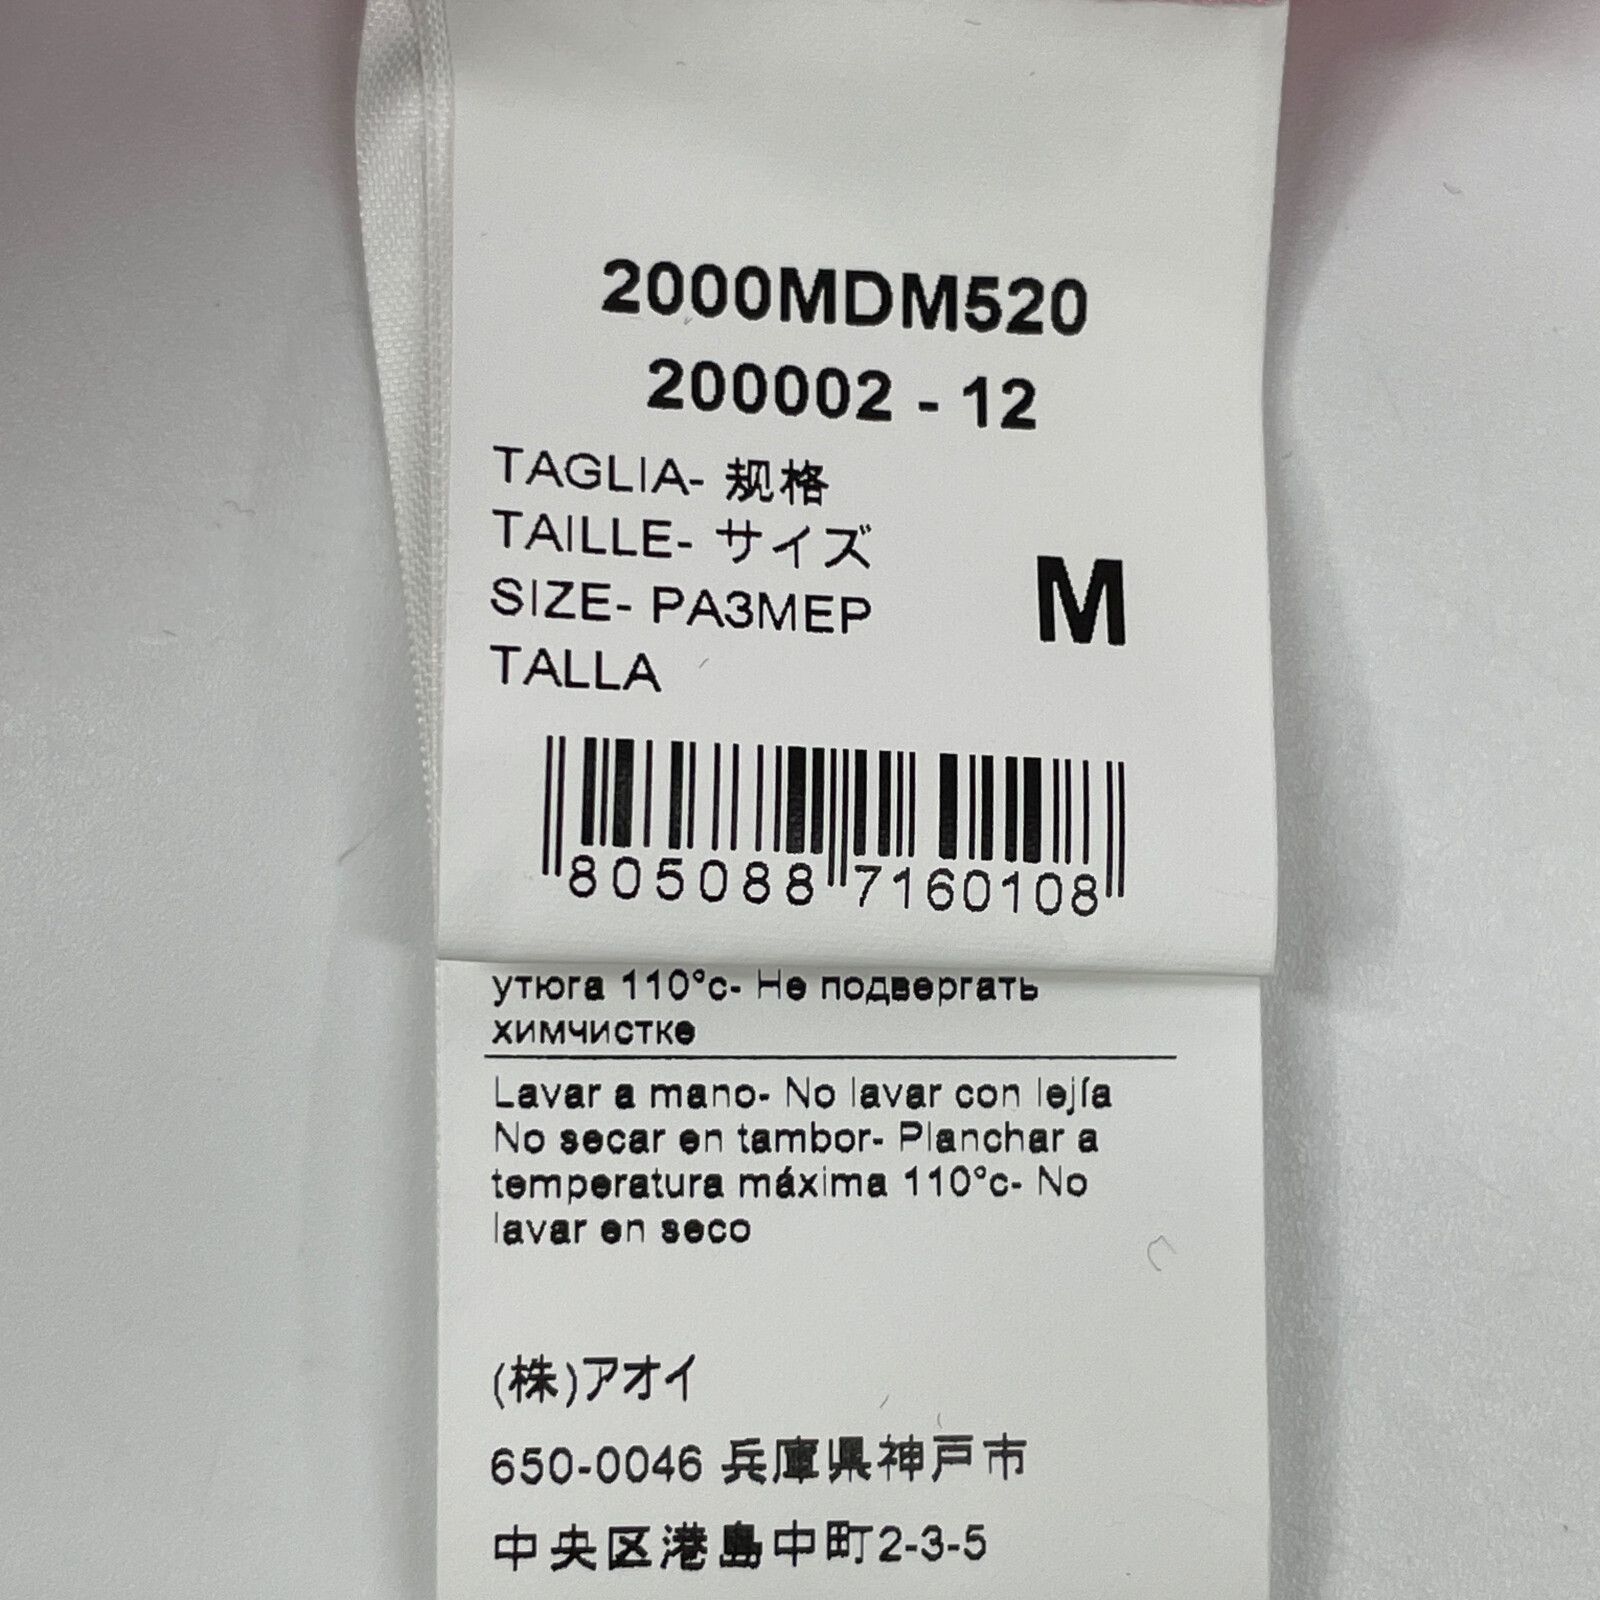 2000MDM520
200002 - 12
TAGLIA- 规格
TAILLE- サイズ
SIZE- РАЗМЕР
TALLA
M
805088 7160108
утюга 110°c- Не подвергать
химчистке
Lavar a mano- No lavar con lejía
No secar en tambor- Planchar a
temperatura máxima 110°c- No
lavar en seco
(株)アオイ
650-0046 兵庫県神戸市
中央区港島中町2-3-5